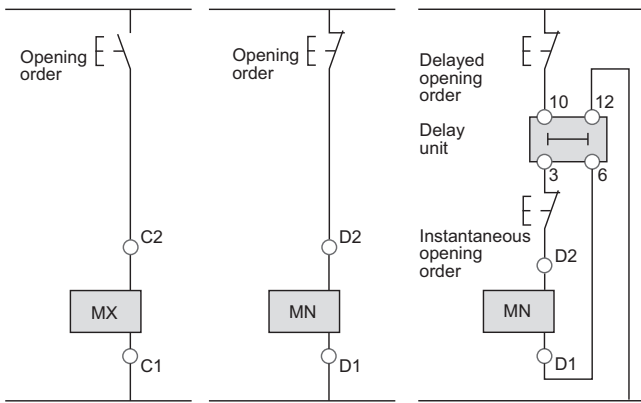 Opening
order
C2
MX
C1
Opening
order
D2
MN
D1
Delayed
opening
order
10
12
Delay
unit
3
6
Instantaneous
opening
order
D2
MN
D1